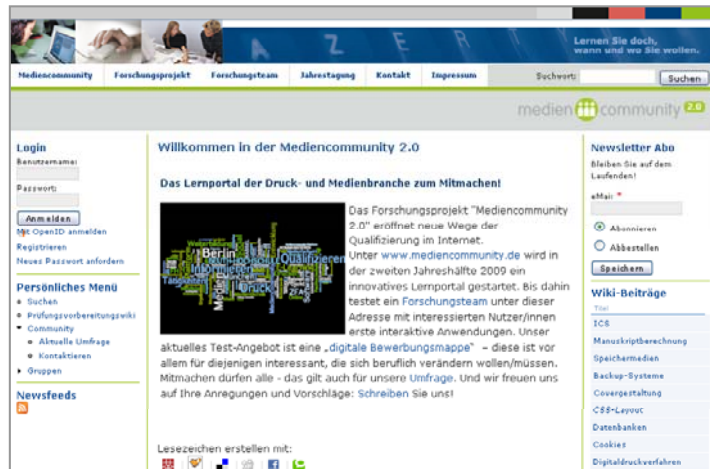 A Z E R T
Lernen Sie doch,
wann und wo Sie wollen.
Mediencommunity Forschungsprojekt Forschungsteam Jahrestagung Kontakt Impressum Suchwort: Suchen
medien community 2.0
Login
Benutzername:
Passwort:
Anmelden
Mit OpenID anmelden
Registrieren
Neues Passwort anfordern
Persönliches Menü
Suchen
Prüfungsvorbereitungswiki
Community
Aktuelle Umfrage
Kontaktieren
Gruppen
Newsfeeds
Willkommen in der Mediencommunity 2.0
Das Lernportal der Druck- und Medienbranche zum Mitmachen!
Berlin
Informieren
Qualifizieren
Druck
ZFA
Medien
Das Forschungsprojekt "Mediencommunity
2.0" eröffnet neue Wege der
Qualifizierung im Internet.
Unter www.mediencommunity.de wird in
der zweiten Jahreshälfte 2009 ein
innovatives Lernportal gestartet. Bis dahin
testet ein Forschungsteam unter dieser
Adresse mit interessierten Nutzer/innen
erste interaktive Anwendungen. Unser
aktuelles Test-Angebot ist eine „digitale Bewerbungsmappe" – diese ist vor
allem für diejenigen interessant, die sich beruflich verändern wollen/müssen.
Mitmachen dürfen alle - das gilt auch für unsere Umfrage. Und wir freuen uns
auf Ihre Anregungen und Vorschläge: Schreiben Sie uns!
Lesezeichen erstellen mit:
Newsletter Abo
Bleiben Sie auf dem
Laufenden!
eMail: *
Abonnieren
Abbestellen
Speichern
Wiki-Beiträge
Titel
ICS
Manuskriptberechnung
Speichermedien
Backup-Systeme
Covergestaltung
CSS-Layout
Datenbanken
Cookies
Digitaldruckverfahren